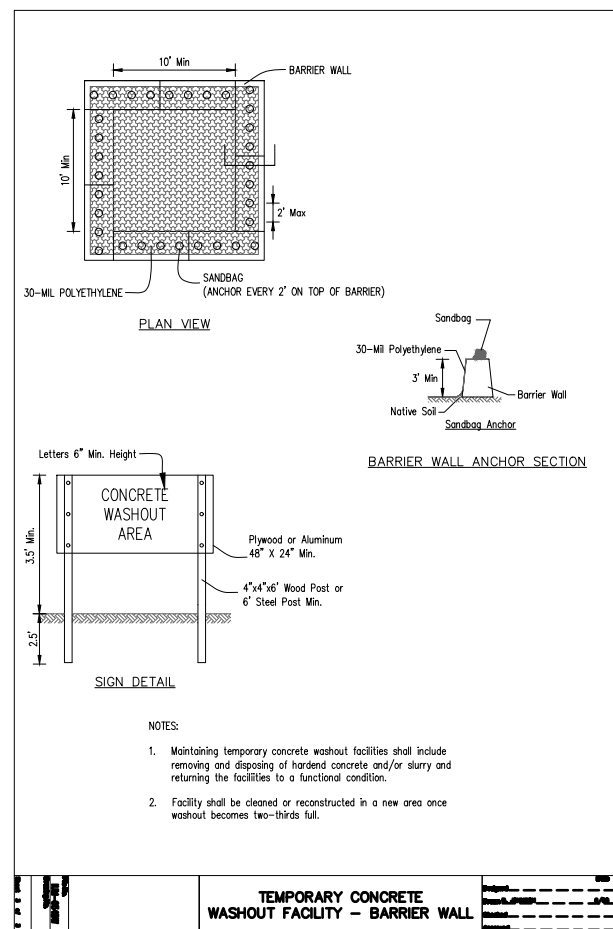 10' Min
BARRIER WALL
10' Min
2' Max
SANDBAG
(ANCHOR EVERY 2' ON TOP OF BARRIER)
30-MIL POLYETHYLENE
PLAN VIEW
Sandbag
30-Mil Polyethylene
3' Min
Barrier Wall
Native Soil
Sandbag Anchor
BARRIER WALL ANCHOR SECTION
Letters 6" Min. Height
CONCRETE
WASHOUT
AREA
3.5' Min.
Plywood or Aluminum
48" X 24" Min.
4"x4"x6' Wood Post or
6' Steel Post Min.
2.5'
SIGN DETAIL
NOTES:
1. Maintaining temporary concrete washout facilities shall include
removing and disposing of hardend concrete and/or slurry and
returning the facilities to a functional condition.
2. Facility shall be cleaned or reconstructed in a new area once
washout becomes two-thirds full.
TEMPORARY CONCRETE
WASHOUT FACILITY - BARRIER WALL